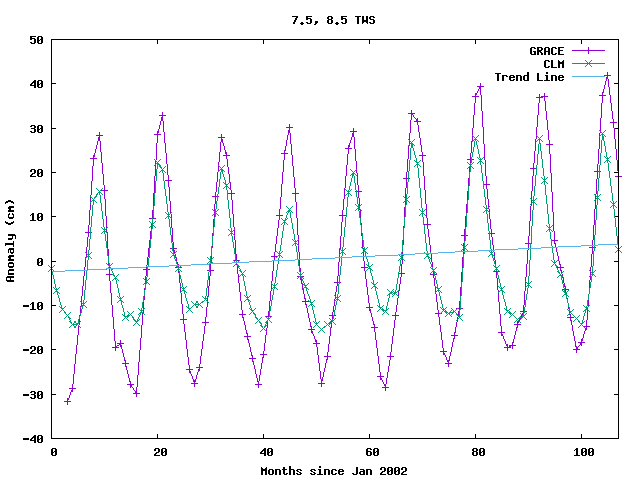 7.5, 8.5 TWS
GRACE
CLM
Trend Line
50
40
30
20
10
0
-10
-20
-30
-40
Anomaly (cm)
0 20 40 60 80 100
Months since Jan 2002